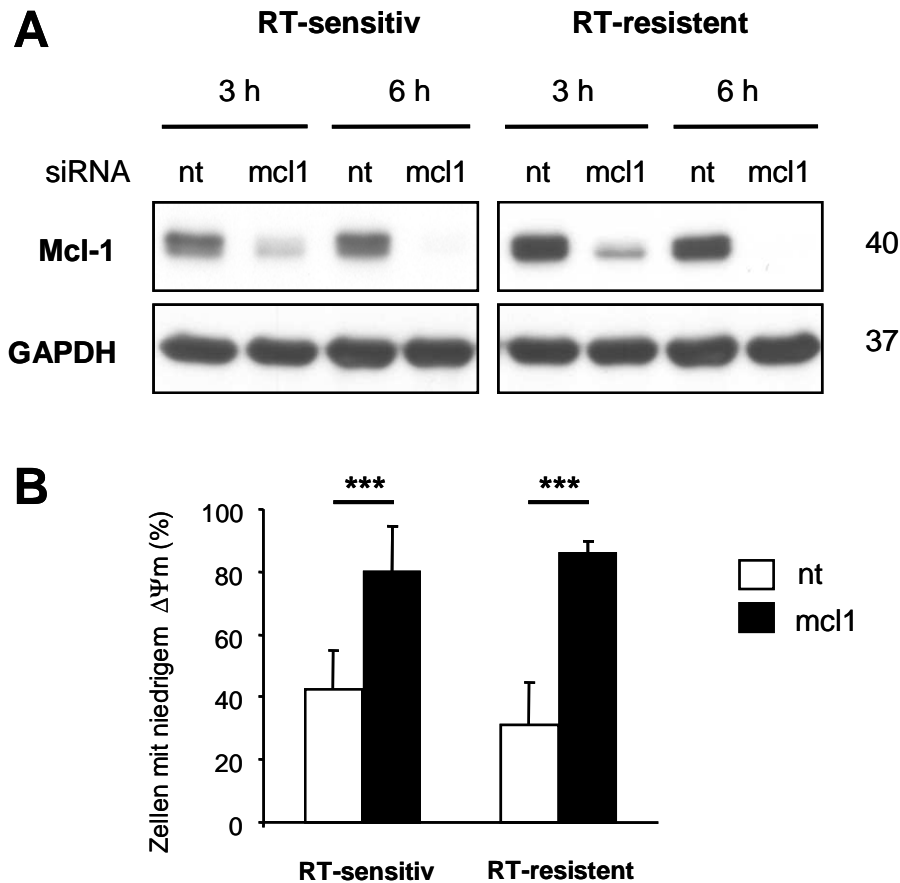 A
RT-sensitiv RT-resistent
3 h 6 h 3 h 6 h
siRNA nt mcl1 nt mcl1 nt mcl1 nt mcl1
Mcl-1 40
GAPDH 37
B
*** ***
Zellen mit niedrigem ΔΨm (%)
100
80
60
40
20
0
nt
mcl1
RT-sensitiv RT-resistent